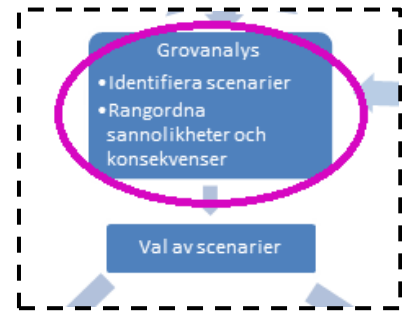 Grovanalys
•Identifiera scenarier
•Rangordna
sannolikheter och
konsekvenser
Val av scenarier